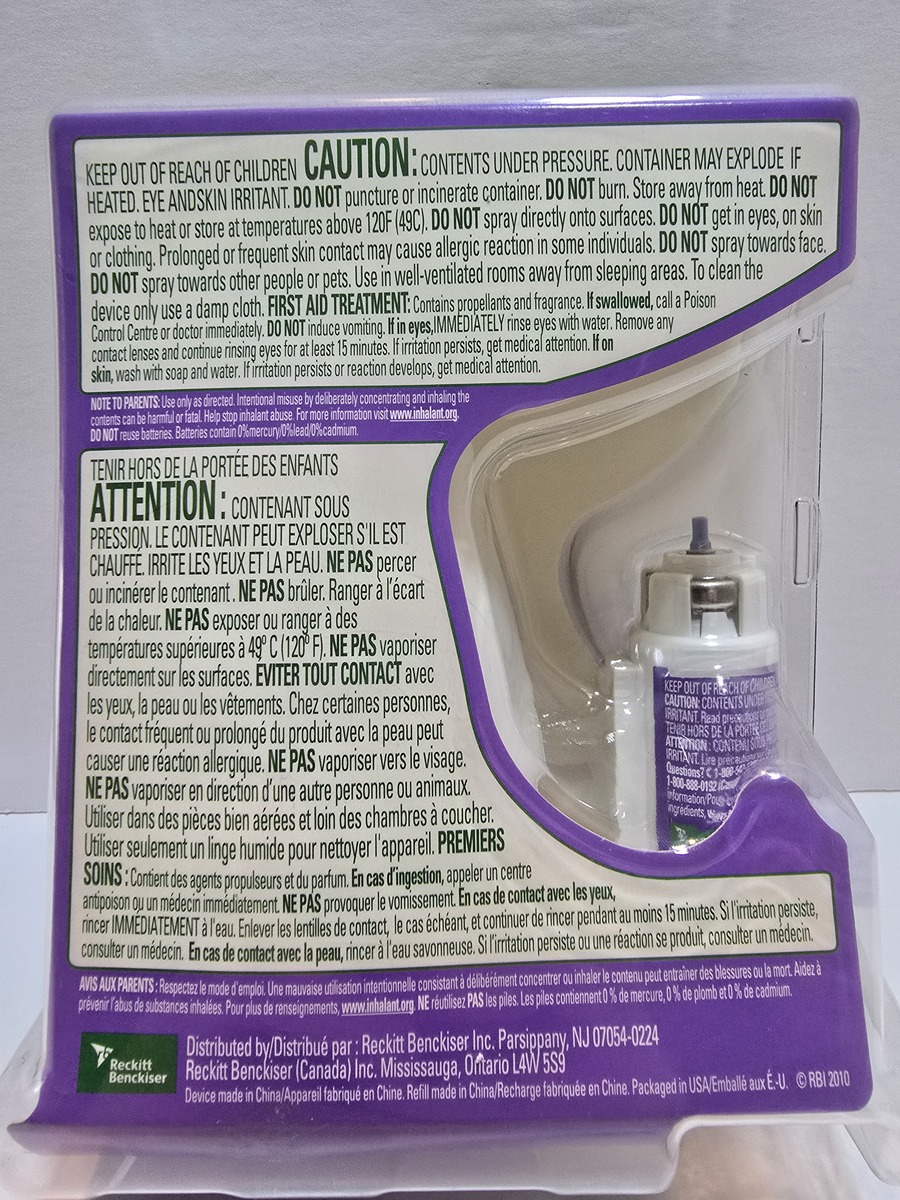 KEEP OUT OF REACH OF CHILDREN CAUTION: CONTENTS UNDER PRESSURE. CONTAINER MAY EXPLODE IF
HEATED. EYE ANDSKIN IRRITANT. DO NOT puncture or incinerate container. DO NOT burn. Store away from heat. DO NOT
expose to heat or store at temperatures above 120F (49C). DO NOT spray directly onto surfaces. DO NOT get in eyes, on skin
or clothing. Prolonged or frequent skin contact may cause allergic reaction in some individuals. DO NOT spray towards face.
DO NOT spray towards other people or pets. Use in well-ventilated rooms away from sleeping areas. To clean the
device only use a damp cloth. FIRST AID TREATMENT: Contains propellants and fragrance. If swallowed, call a Poison
Control Centre or doctor immediately. DO NOT induce vomiting. If in eyes,IMMEDIATELY rinse eyes with water. Remove any
contact lenses and continue rinsing eyes for at least 15 minutes. If irritation persists, get medical attention. If on
skin, wash with soap and water. If irritation persists or reaction develops, get medical attention.
NOTE TO PARENTS: Use only as directed. Intentional misuse by deliberately concentrating and inhaling the
contents can be harmful or fatal. Help stop inhalant abuse. For more information visit www.inhalant.org.
DO NOT reuse batteries. Batteries contain 0%mercury/0%lead/0%cadmium.
TENIR HORS DE LA PORTÉE DES ENFANTS
ATTENTION : CONTENANT SOUS
PRESSION. LE CONTENANT PEUT EXPLOSER S'IL EST
CHAUFFÉ. IRRITE LES YEUX ET LA PEAU. NE PAS percer
ou incinérer le contenant . NE PAS brûler. Ranger à l'écart
de la chaleur. NE PAS exposer ou ranger à des
températures supérieures à 49º C (120º F). NE PAS vaporiser
directement sur les surfaces. EVITER TOUT CONTACT avec
les yeux, la peau ou les vêtements. Chez certaines personnes,
le contact fréquent ou prolongé du produit avec la peau peut
causer une réaction allergique. NE PAS vaporiser vers le visage.
NE PAS vaporiser en direction d'une autre personne ou animaux.
Utiliser dans des pièces bien aérées et loin des chambres à coucher.
Utiliser seulement un linge humide pour nettoyer l'appareil. PREMIERS
SOINS : Contient des agents propulseurs et du parfum. En cas d'ingestion, appeler un centre
antipoison ou un médecin immédiatement. NE PAS provoquer le vomissement. En cas de contact avec les yeux,
rincer IMMEDIATEMENT à l'eau. Enlever les lentilles de contact, le cas échéant, et continuer de rincer pendant au moins 15 minutes. Si l'irritation persiste,
consulter un médecin. En cas de contact avec la peau, rincer à l'eau savonneuse. Si l'irritation persiste ou une réaction se produit, consulter un médecin.
AVIS AUX PARENTS : Respectez le mode d'emploi. Une mauvaise utilisation intentionnelle consistant à délibérément concentrer ou inhaler le contenu peut entrainer des blessures ou la mort. Aidez à
prévenir l'abus de substances inhalées. Pour plus de renseignements, www.inhalant.org. NE réutilisez PAS les piles. Les piles contiennent 0 % de mercure, 0 % de plomb et 0 % de cadmium.
Reckitt
Benckiser
Distributed by/Distribué par : Reckitt Benckiser Inc. Parsippany, NJ 07054-0224
Reckitt Benckiser (Canada) Inc. Mississauga, Ontario L4W 5S9
Device made in China/Appareil fabriqué en Chine. Refill made in China/Recharge fabriquée en Chine. Packaged in USA/Emballé aux É.-U. © RBI 2010
KEEP OUT OF REACH OF CHILDREN
CAUTION: CONTENTS UNDER
IRRITANT. Read
TENIR HORS DE LA PORTÉE
ATTENTION : CONTENU SOUS
IRRITANT. Lire
Questions?
1-888-0192
information
ingrédients,